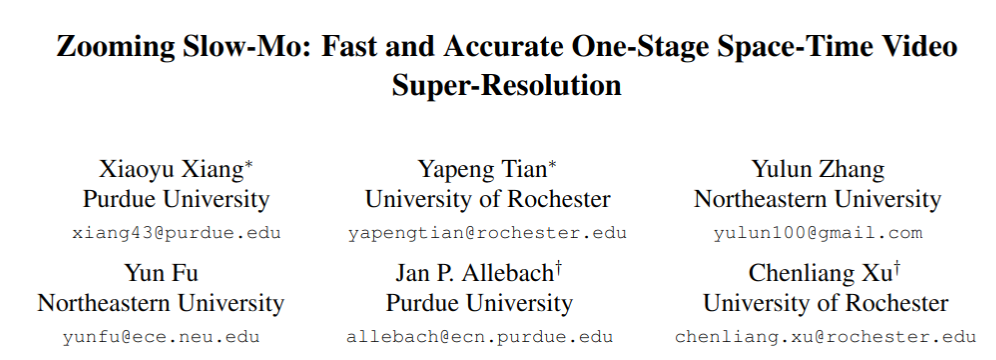 Zooming Slow-Mo: Fast and Accurate One-Stage Space-Time Video
Super-Resolution
Xiaoyu Xiang* Yapeng Tian* Yulun Zhang
Purdue University University of Rochester Northeastern University
xiang43@purdue.edu yapengtian@rochester.edu yulun100@gmail.com
Yun Fu Jan P. Allebach† Chenliang Xu†
Northeastern University Purdue University University of Rochester
yunfu@ece.neu.edu allebach@ecn.purdue.edu chenliang.xu@rochester.edu